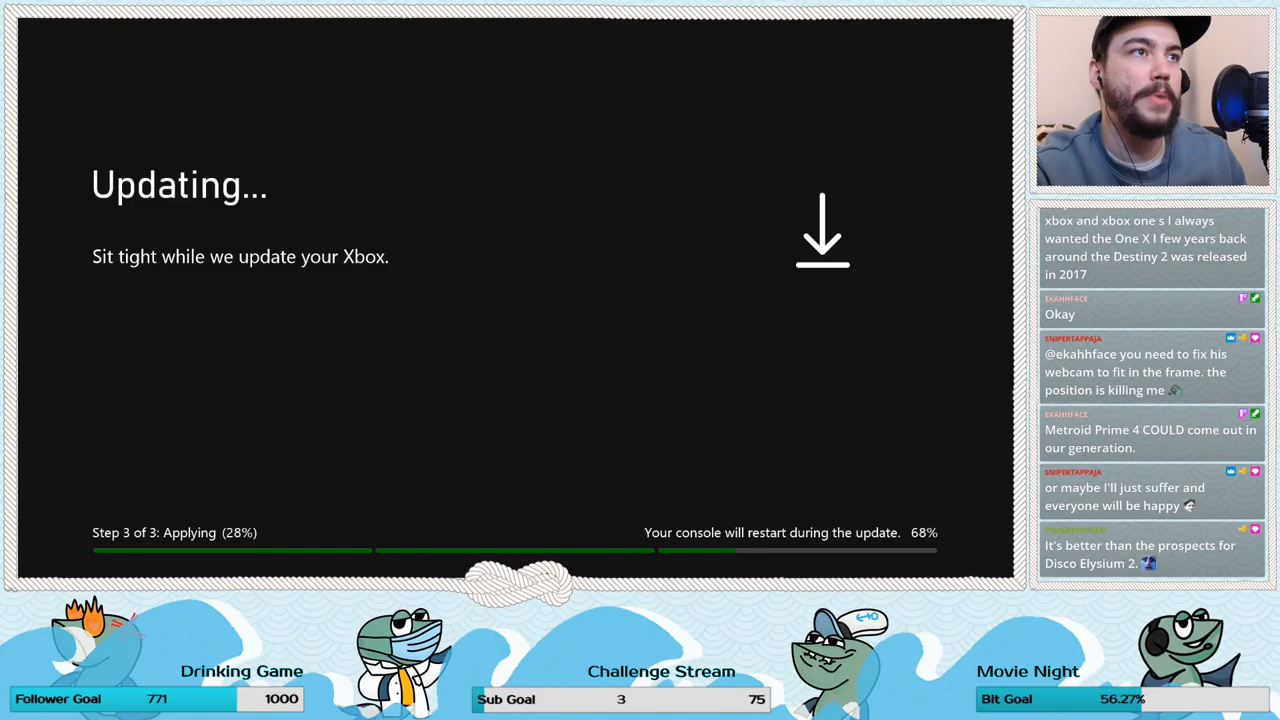 Updating...
Sit tight while we update your Xbox.
Step 3 of 3: Applying (28%)
Your console will restart during the update. 68%
xbox and xbox one s I always
wanted the One X I few years back
around the Destiny 2 was released
in 2017
EKAHHFACE
Okay
SNIPERTAPPAJA
@ekahhface you need to fix his
webcam to fit in the frame. the
position is killing me
EKAHHFACE
Metroid Prime 4 COULD come out in
our generation.
SNIPERTAPPAJA
or maybe I'll just suffer and
everyone will be happy
It's better than the prospects for
Disco Elysium 2.
Drinking Game
Follower Goal 771 1000
Challenge Stream
Sub Goal 3 75
Movie Night
Bit Goal 56.27%